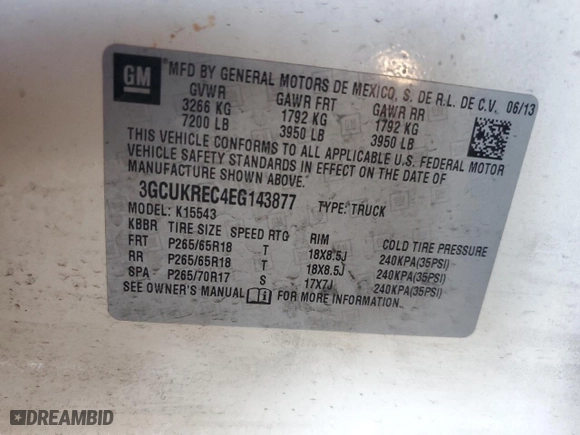 GM
MFD BY GENERAL MOTORS DE MEXICO, S. DE R.L. DE C.V. 06/13
GVWR GAWR FRT GAWR RR
3266 KG 1792 KG 1792 KG
7200 LB 3950 LB 3950 LB
THIS VEHICLE CONFORMS TO ALL APPLICABLE U.S. FEDERAL MOTOR
VEHICLE SAFETY STANDARDS IN EFFECT ON THE DATE OF
MANUFACTURE SHOWN ABOVE.
3GCUKREC4EG143877 TYPE: TRUCK
MODEL: K15543
KBBR TIRE SIZE SPEED RTG RIM COLD TIRE PRESSURE
FRT P265/65R18 T 18X8.5J 240KPA(35PSI)
RR P265/65R18 T 18X8.5J 240KPA(35PSI)
SPA P265/70R17 S 17X7J 240KPA(35PSI)
SEE OWNER'S MANUAL FOR MORE INFORMATION.
DREAMBID